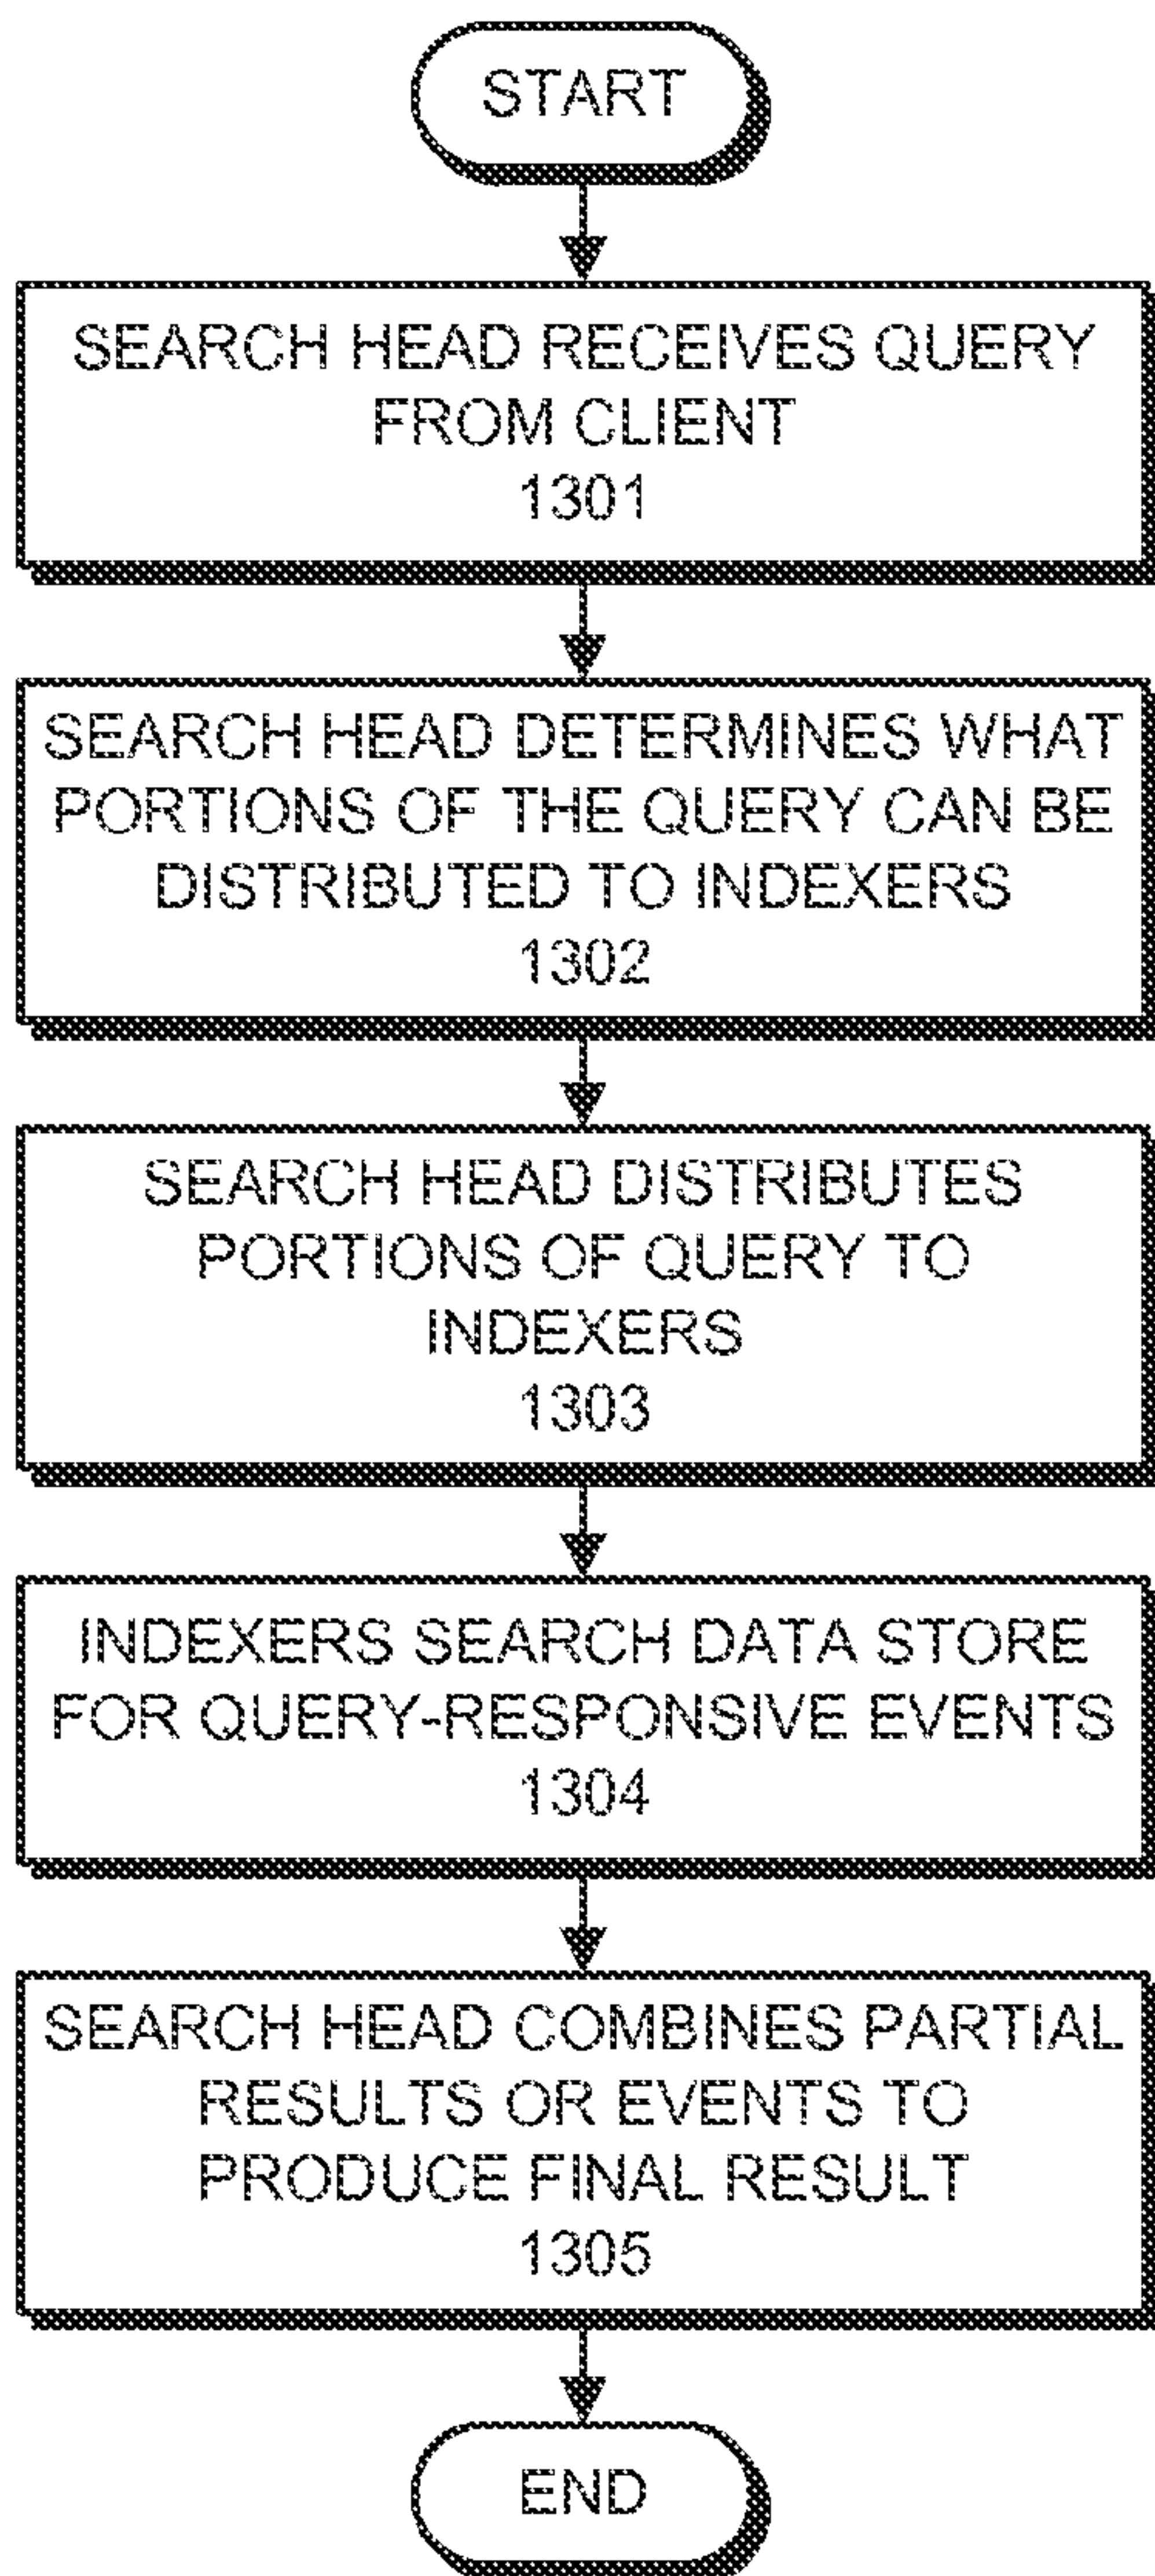 START
SEARCH HEAD RECEIVES QUERY
FROM CLIENT
1301
SEARCH HEAD DETERMINES WHAT
PORTIONS OF THE QUERY CAN BE
DISTRIBUTED TO INDEXERS
1302
SEARCH HEAD DISTRIBUTES
PORTIONS OF QUERY TO
INDEXERS
1303
INDEXERS SEARCH DATA STORE
FOR QUERY-RESPONSIVE EVENTS
1304
SEARCH HEAD COMBINES PARTIAL
RESULTS OR EVENTS TO
PRODUCE FINAL RESULT
1305
END